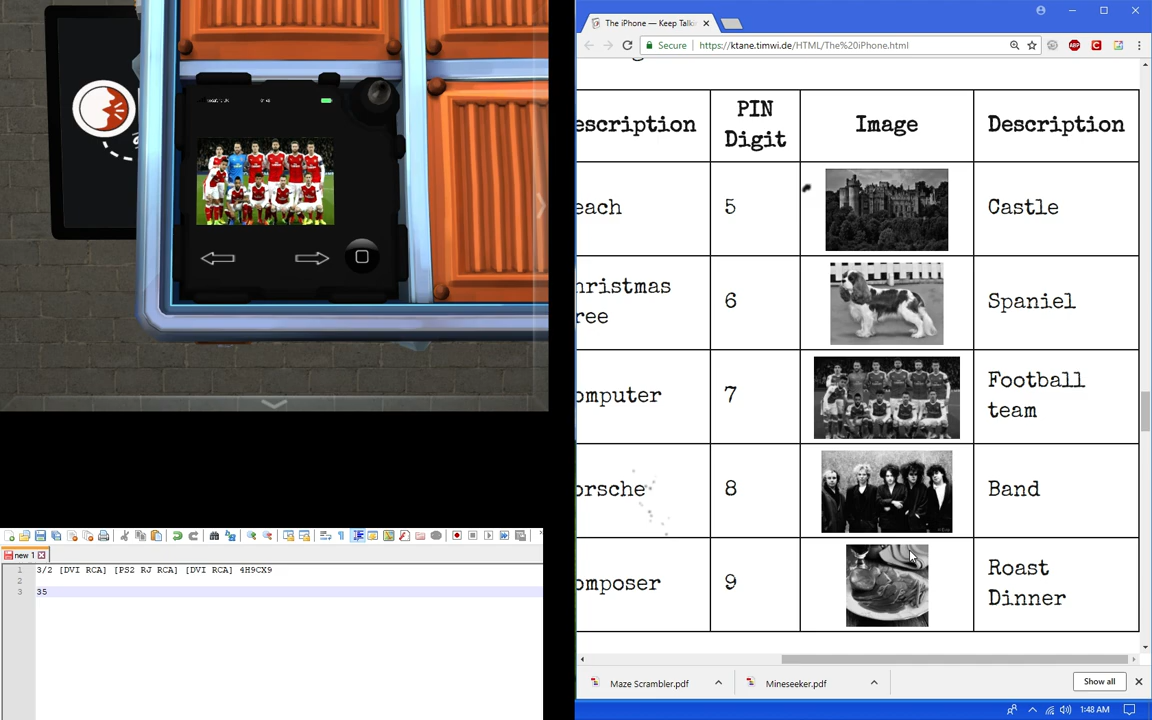 The iPhone — Keep Talki
Secure https://ktane.timwi.de/HTML/The%20iPhone.html
escription PIN Digit Image Description
each 5 Castle
hristmas ree 6 Spaniel
omputer 7 Football team
orsche 8 Band
omposer 9 Roast Dinner
Maze Scrambler.pdf Mineseeker.pdf Show all
1:48 AM
new 1
1 3/2 [DVI RCA] [PS2 RJ RCA] [DVI RCA] 4H9CX9
2
3 35